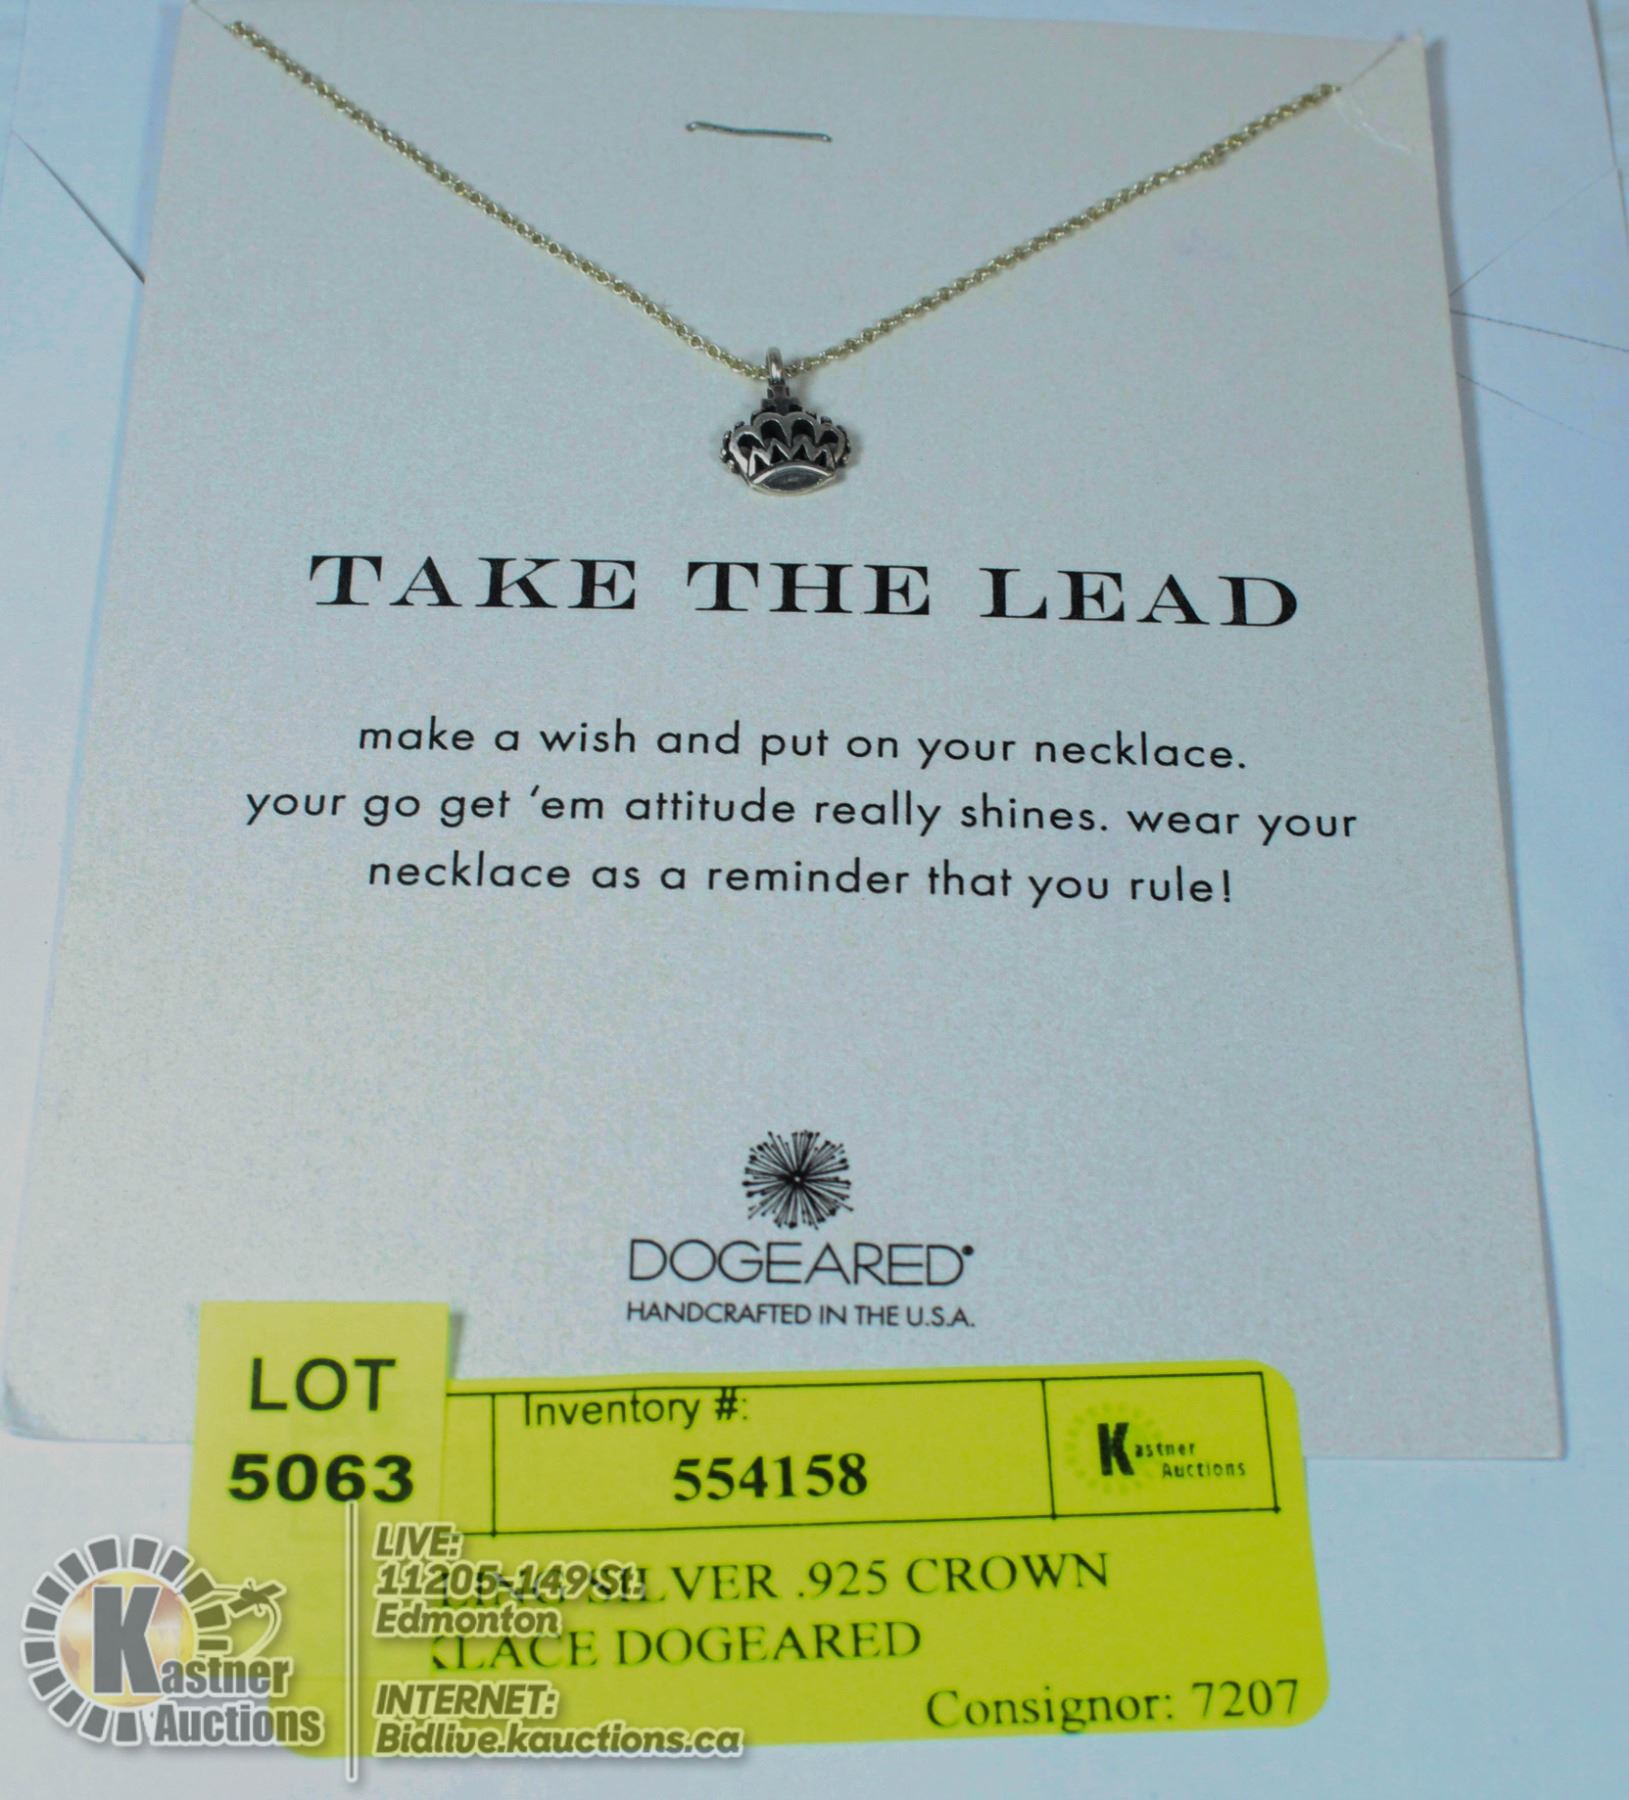 TAKE THE LEAD
make a wish and put on your necklace.
your go get 'em attitude really shines. wear your
necklace as a reminder that you rule!
DOGEARED
HANDCRAFTED IN THE U.S.A.
LOT
5063
Inventory #:
554158
Kastner
Auctions
SILVER .925 CROWN
DOGEARED
Consignor: 7207
Kastner
Auctions
LIVE:
11205-149 St.
Edmonton
INTERNET:
Bidlive.kauctions.ca